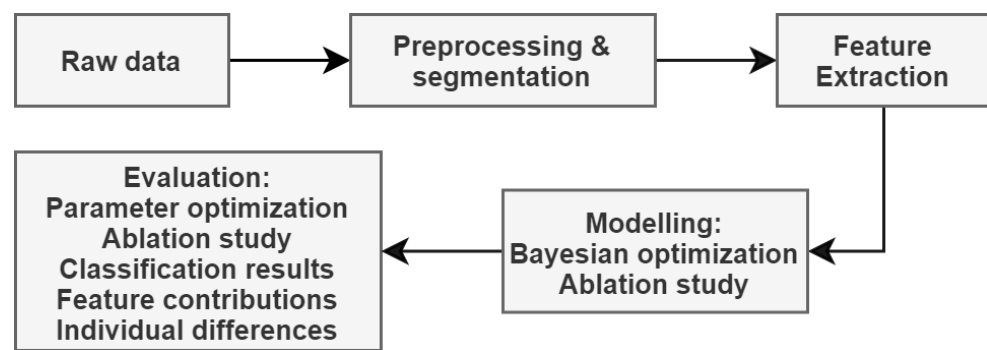 Raw data
Preprocessing &
segmentation
Feature
Extraction
Modelling:
Bayesian optimization
Ablation study
Evaluation:
Parameter optimization
Ablation study
Classification results
Feature contributions
Individual differences